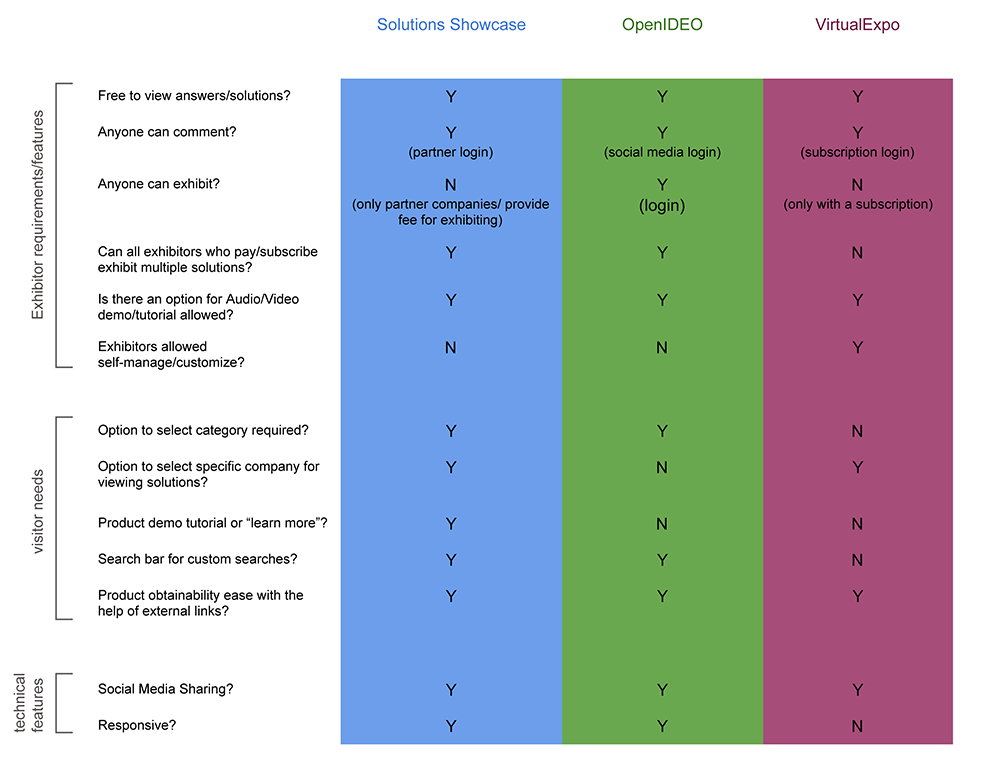 Solutions Showcase OpenIDEO VirtualExpo
Exhibitor requirements/features
Free to view answers/solutions? Y Y Y
Anyone can comment? Y Y Y
(partner login) (social media login) (subscription login)
Anyone can exhibit? N Y N
(only partner companies/ provide (login) (only with a subscription)
fee for exhibiting)
Can all exhibitors who pay/subscribe Y Y N
exhibit multiple solutions?
Is there an option for Audio/Video Y Y Y
demo/tutorial allowed?
Exhibitors allowed N N Y
self-manage/customize?
visitor needs
Option to select category required? Y Y N
Option to select specific company for Y N Y
viewing solutions?
Product demo tutorial or “learn more”? Y N N
Search bar for custom searches? Y Y N
Product obtainability ease with the Y Y Y
help of external links?
technical
features
Social Media Sharing? Y Y Y
Responsive? Y Y N